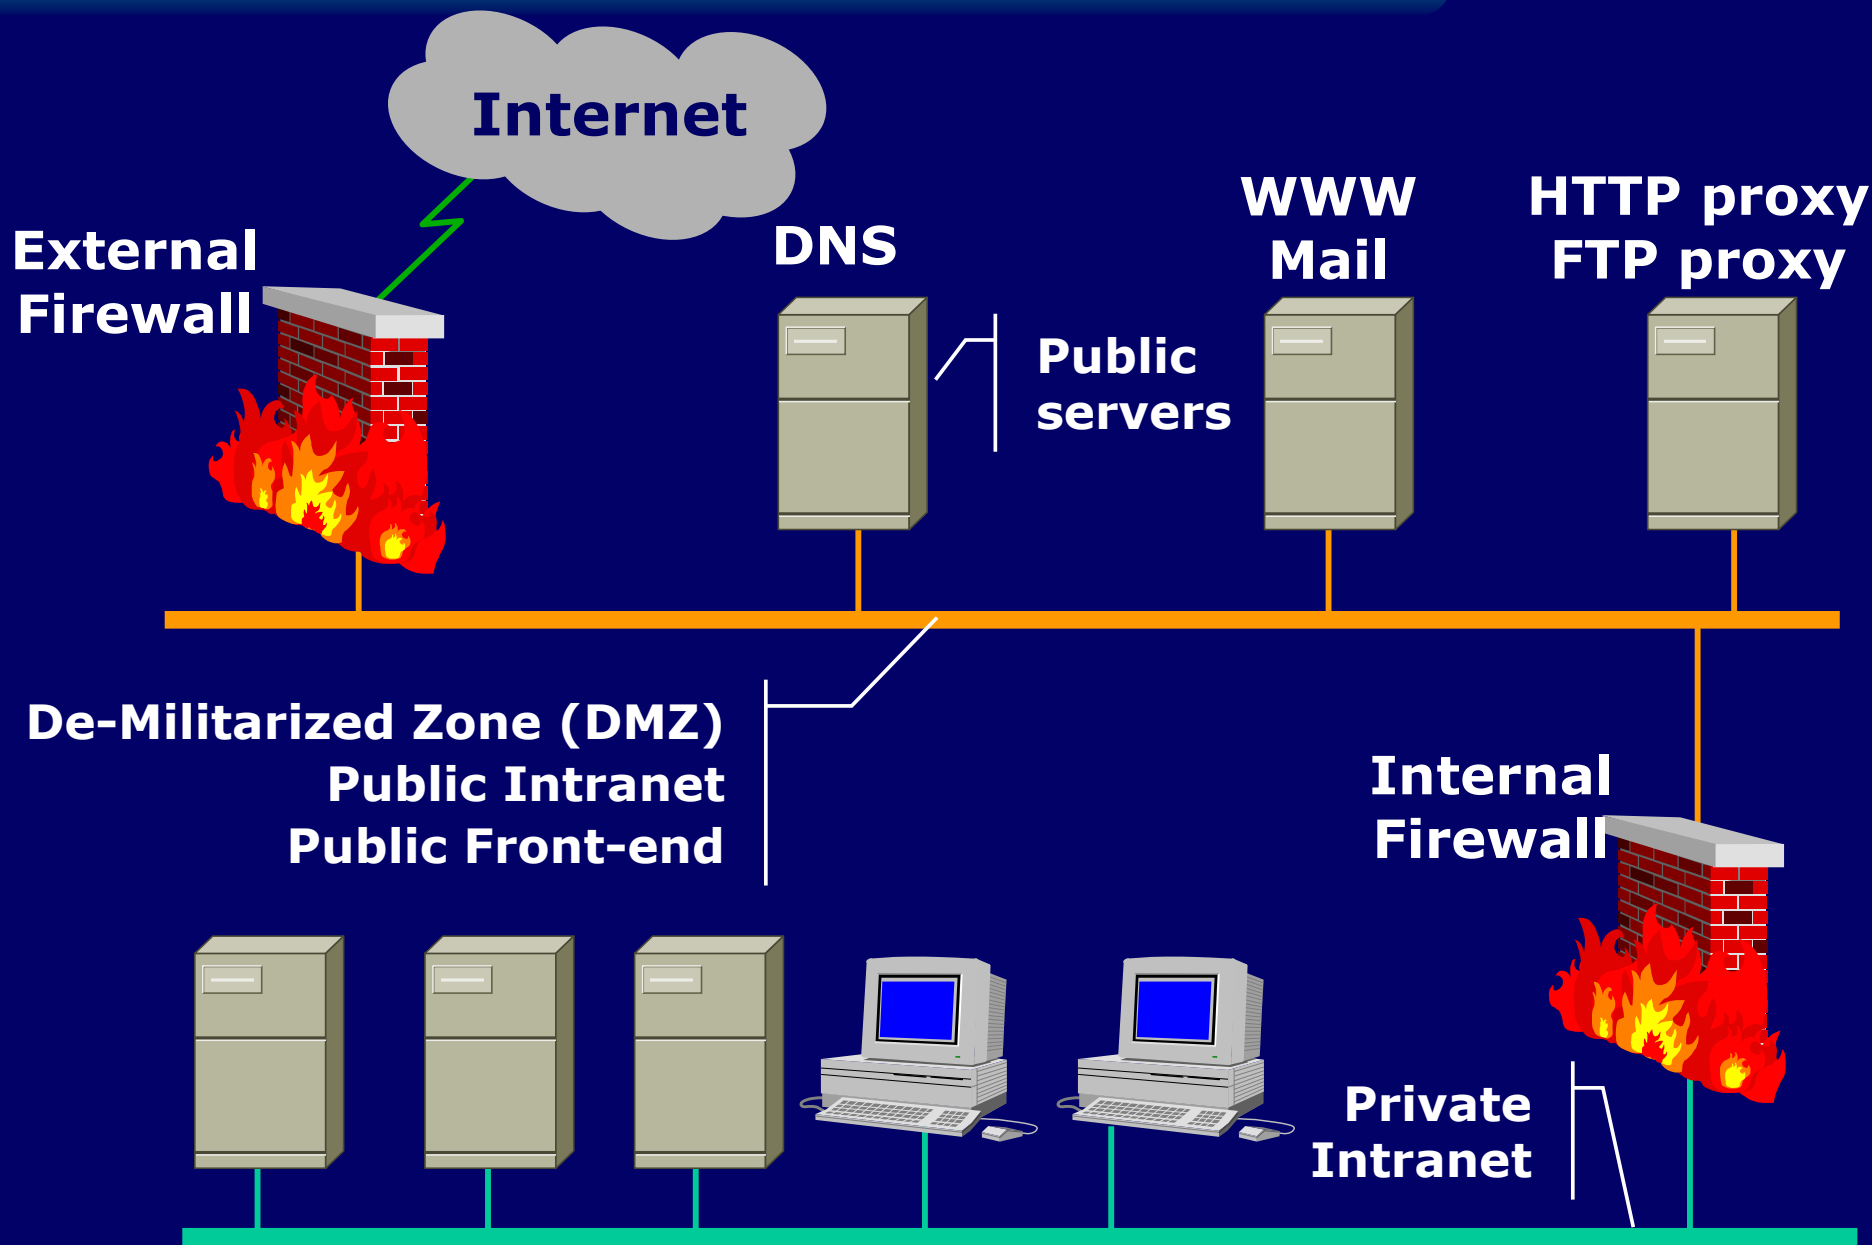 Internet
External
Firewall
DNS
WWW
Mail
HTTP proxy
FTP proxy
Public
servers
De-Militarized Zone (DMZ)
Public Intranet
Public Front-end
Internal
Firewall
Private
Intranet